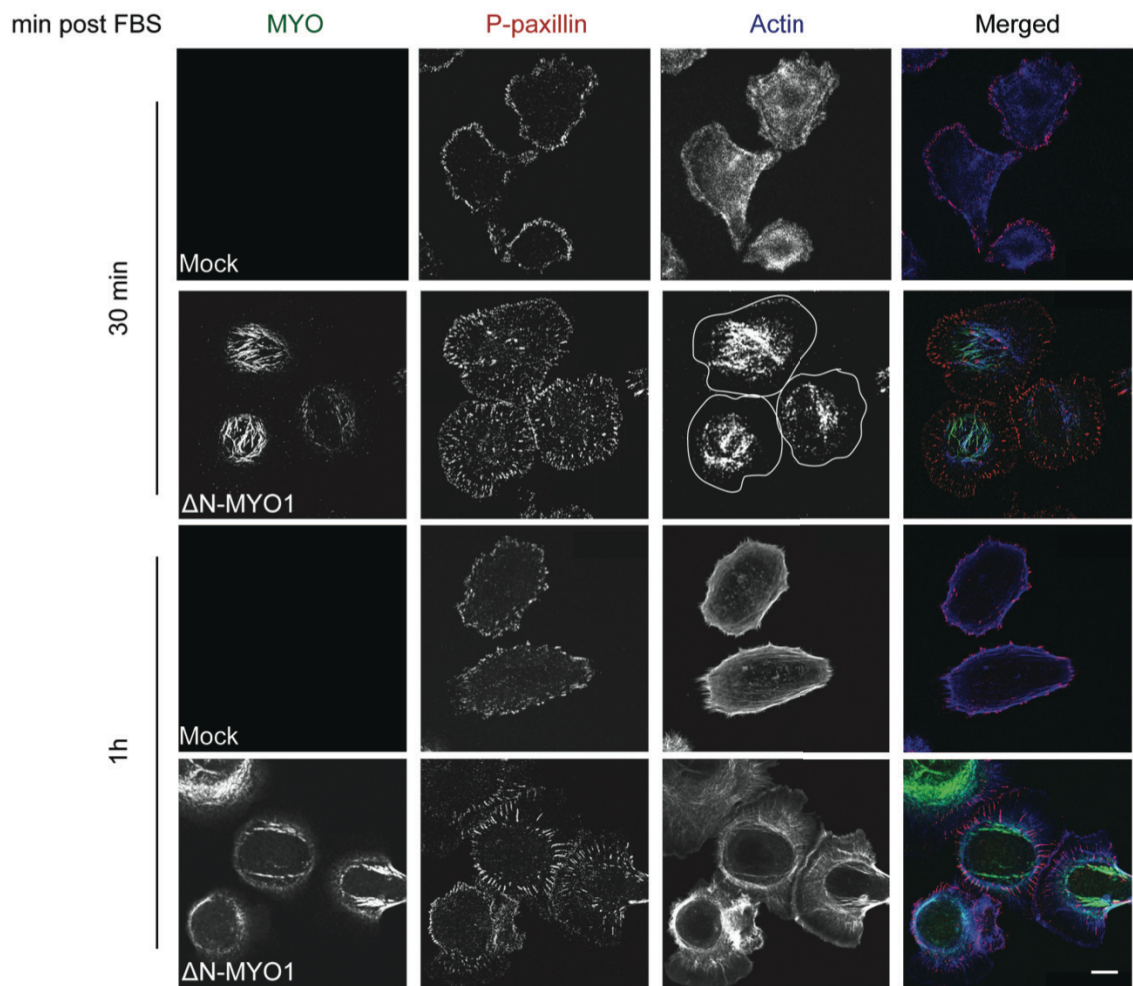 min post FBS MYO P-paxillin Actin Merged
30 min
Mock
ΔN-MYO1
1h
Mock
ΔN-MYO1